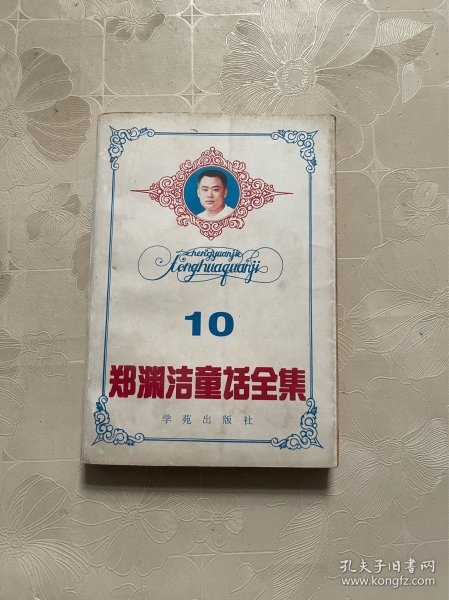 zhengyuanjie
tonghuaquanji
10
郑渊洁童话全集
学苑出版社
孔夫子旧书网
www.kongfz.com